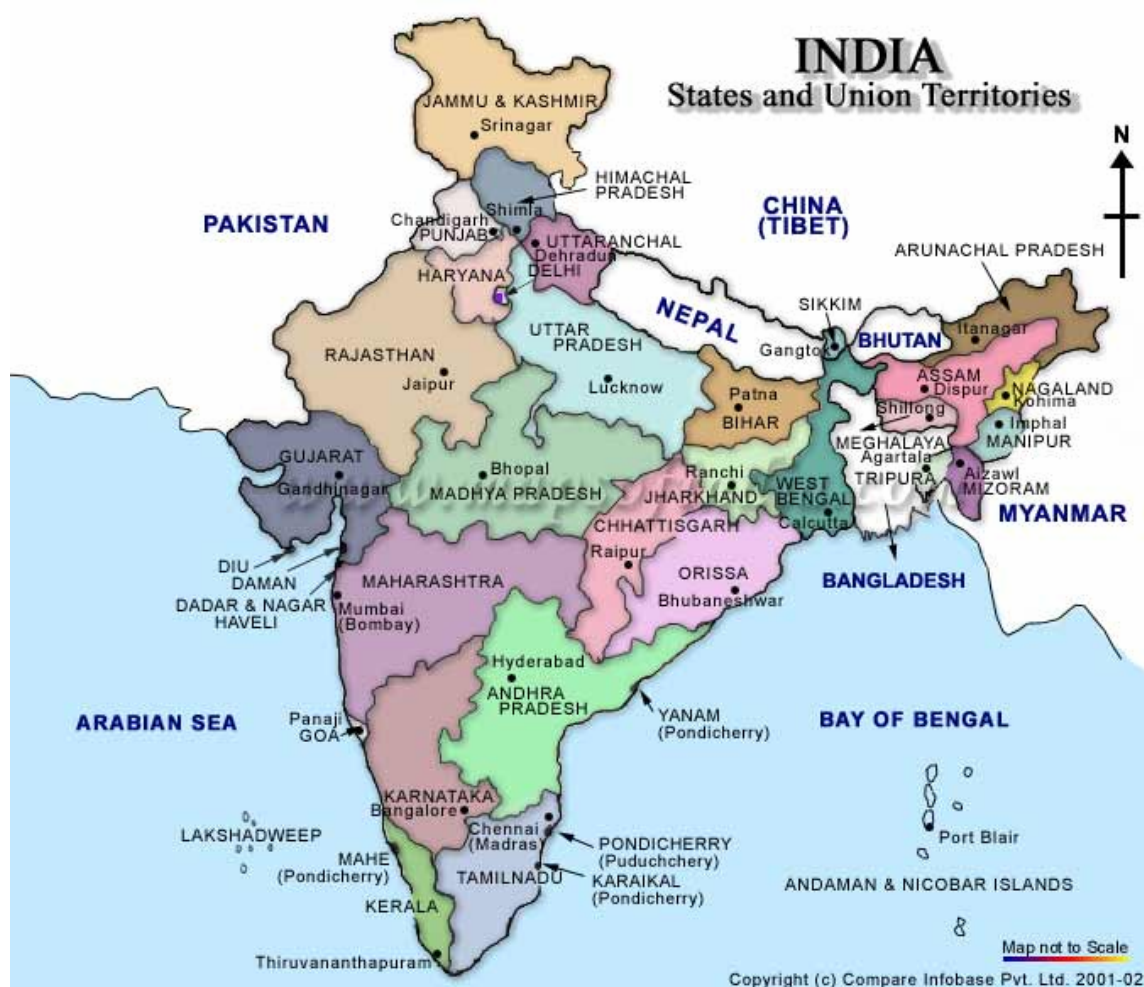 INDIA
States and Union Territories
N
JAMMU & KASHMIR
Srinagar
HIMACHAL
PRADESH
PAKISTAN
CHINA
(TIBET)
Chandigarh
Shimla
PUNJAB
UTTARANCHAL
Dehradun
DELHI
HARYANA
ARUNACHAL PRADESH
NEPAL
SIKKIM
Gangto
BHUTAN
Itanagar
UTTAR
PRADESH
RAJASTHAN
Jaipur
Lucknow
Patna
BIHAR
ASSAM
Dispur
NAGALAND
Kohima
Shillong
Imphal
MANIPUR
MEGHALAYA
Agartala
TRIPURA
Aizawl
MIZORAM
MYANMAR
GUJARAT
Gandhinagar
Bhopal
MADHYA PRADESH
Ranchi
JHARKHAND
WEST
BENGAL
Calcutta
CHHATTISGARH
Raipur
ORISSA
Bhubaneshwar
BANGLADESH
DIU
DAMAN
DADAR & NAGAR
HAVELI
MAHARASHTRA
Mumbai
(Bombay)
Hyderabad
ANDHRA
PRADESH
YANAM
(Pondicherry)
ARABIAN SEA
BAY OF BENGAL
Panaji
GOA
KARNATAKA
Bangalore
LAKSHADWEEP
Chennai
(Madras)
PONDICHERRY
(Puduchchery)
MAHE
(Pondicherry)
TAMILNADU
KARAIKAL
(Pondicherry)
KERALA
Thiruvananthapuram
Port Blair
ANDAMAN & NICOBAR ISLANDS
Map not to Scale
Copyright (c) Compare Infobase Pvt. Ltd. 2001-02